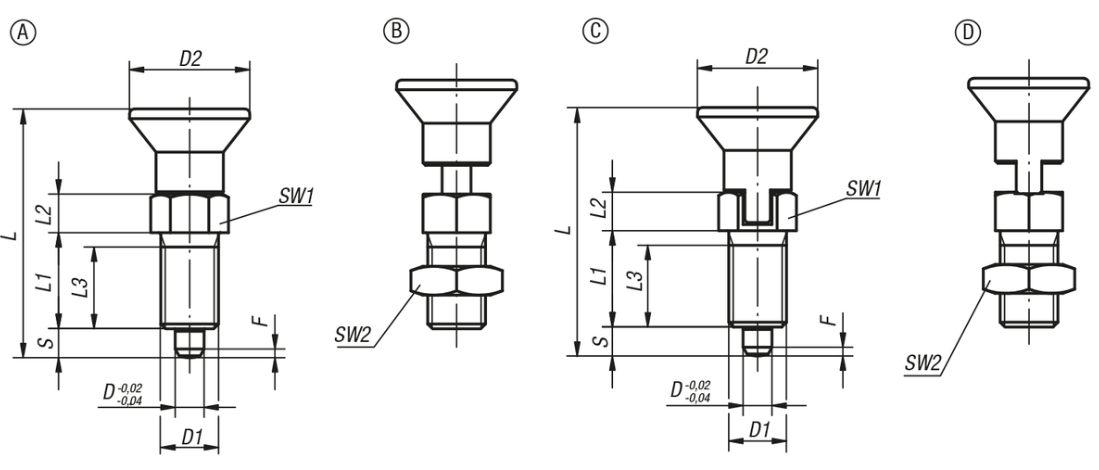 A
D2
L
L2
L1
L3
S
SW1
F
D -0,02
-0,04
D1
B
SW2
C
D2
L
L2
L1
L3
S
SW1
F
D -0,02
-0,04
D1
D
SW2